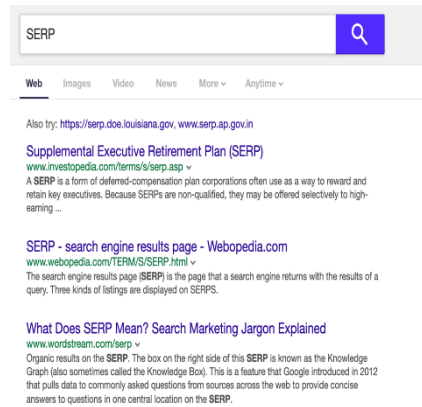 SERP
Web Images Video News More Anytime
Also try: https://serp.doe.louisiana.gov, www.serp.ap.gov.in
Supplemental Executive Retirement Plan (SERP)
www.investopedia.com/terms/s/serp.asp
A SERP is a form of deferred-compensation plan corporations often use as a way to reward and
retain key executives. Because SERPs are non-qualified, they may be offered selectively to high-
earning ...
SERP - search engine results page - Webopedia.com
www.webopedia.com/TERM/S/SERP.html
The search engine results page (SERP) is the page that a search engine returns with the results of a
query. Three kinds of listings are displayed on SERPS.
What Does SERP Mean? Search Marketing Jargon Explained
www.wordstream.com/serp
Organic results on the SERP. The box on the right side of this SERP is known as the Knowledge
Graph (also sometimes called the Knowledge Box). This is a feature that Google introduced in 2012
that pulls data to commonly asked questions from sources across the web to provide concise
answers to questions in one central location on the SERP.